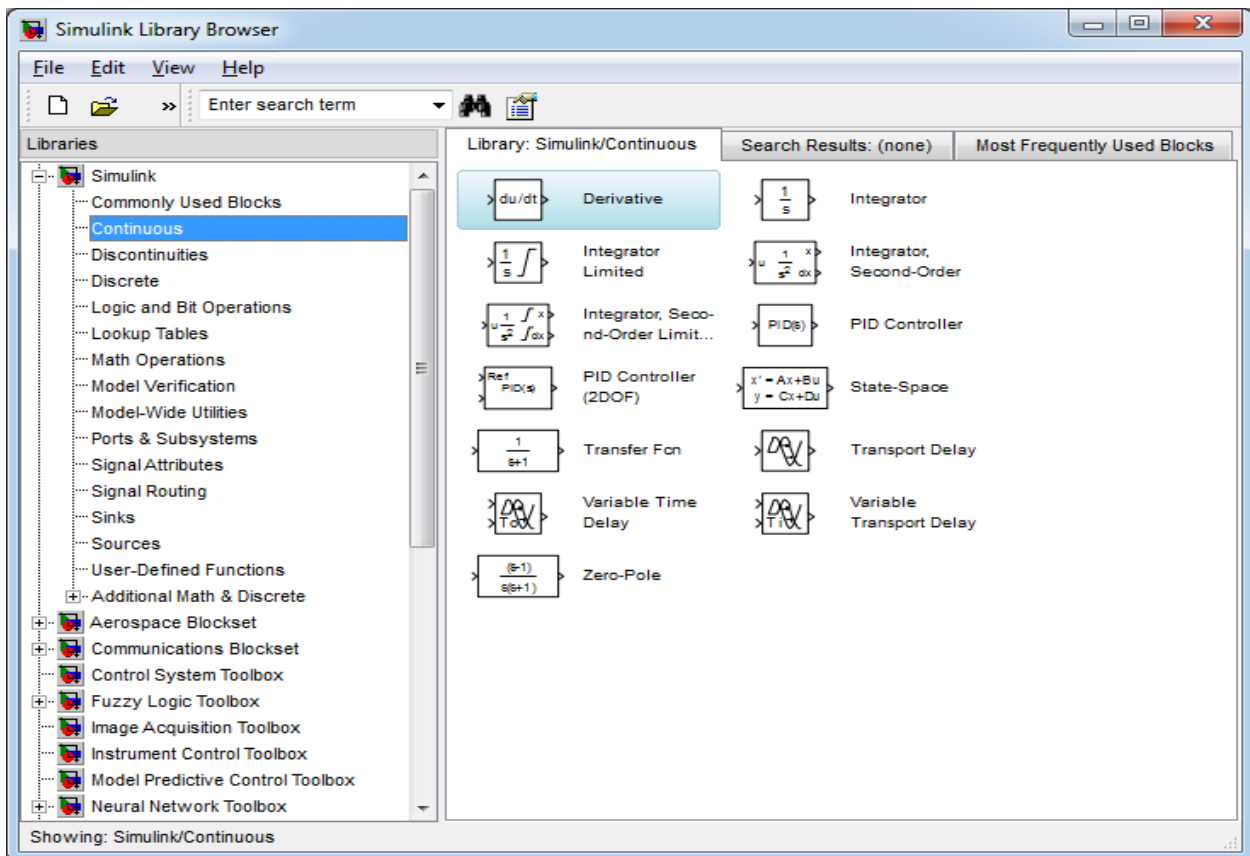 Simulink Library Browser
File Edit View Help
» Enter search term
Libraries
Library: Simulink/Continuous
Search Results: (none)
Most Frequently Used Blocks
Simulink
Commonly Used Blocks
Continuous
Discontinuities
Discrete
Logic and Bit Operations
Lookup Tables
Math Operations
Model Verification
Model-Wide Utilities
Ports & Subsystems
Signal Attributes
Signal Routing
Sinks
Sources
User-Defined Functions
Additional Math & Discrete
Aerospace Blockset
Communications Blockset
Control System Toolbox
Fuzzy Logic Toolbox
Image Acquisition Toolbox
Instrument Control Toolbox
Model Predictive Control Toolbox
Neural Network Toolbox
du/dt
Derivative
1
s
Integrator
1
s ∫
Integrator
Limited
u 1 x
s² dx
Integrator,
Second-Order
u 1 ∫ x
s² ∫ dx
Integrator, Seco-
nd-Order Limit...
PID(s)
PID Controller
Ref
PID(s)
PID Controller
(2DOF)
x' = Ax+Bu
y = Cx+Du
State-Space
1
s+1
Transfer Fcn
Transport Delay
To
Variable Time
Delay
Ti
Variable
Transport Delay
(s-1)
s(s+1)
Zero-Pole
Showing: Simulink/Continuous